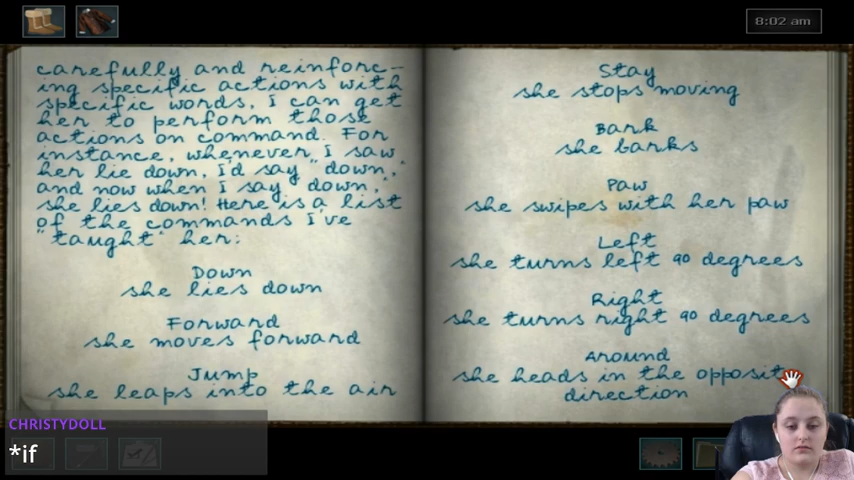 8:02 am
carefully and reinforc-
ing specific actions with
specific words, I can get
her to perform those
actions on command. For
instance, whenever I saw
her lie down, I'd say "down,"
and now when I say "down,"
she lies down! Here is a list
of the commands I've
"taught" her:
Down
she lies down
Forward
she moves forward
Jump
she leaps into the air
Stay
she stops moving
Bark
she barks
Paw
she swipes with her paw
Left
she turns left 90 degrees
Right
she turns right 90 degrees
Around
she heads in the opposite
direction
CHRISTYDOLL
*if